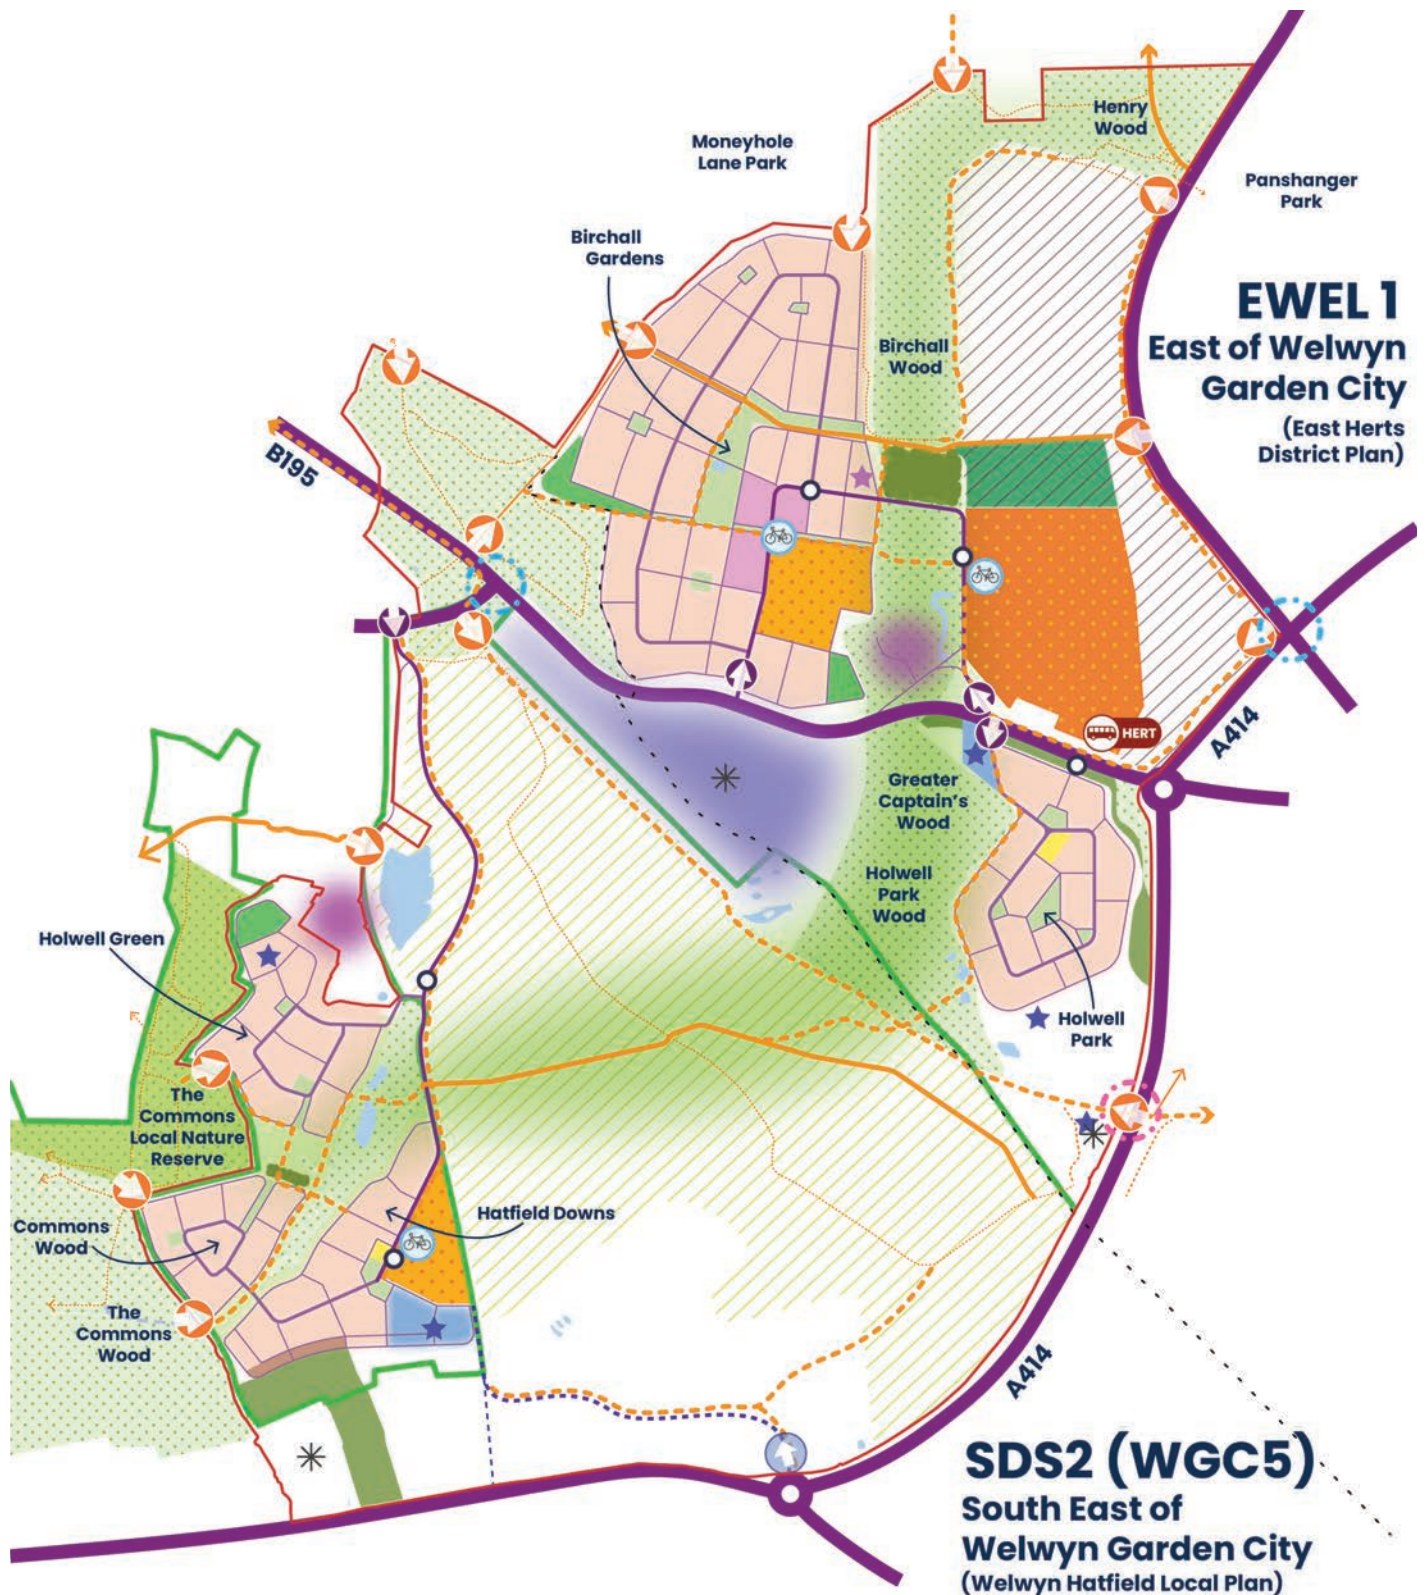 Henry
Wood
Moneyhole
Lane Park
Panshanger
Park
Birchall
Gardens
EWEL 1
East of Welwyn
Garden City
(East Herts
District Plan)
Birchall
Wood
B195
HERT
A414
Greater
Captain's
Wood
Holwell
Park
Wood
Holwell Green
Holwell
Park
The
Commons
Local Nature
Reserve
Hatfield Downs
Commons
Wood
The
Commons
Wood
A414
SDS2 (WGC5)
South East of
Welwyn Garden City
(Welwyn Hatfield Local Plan)